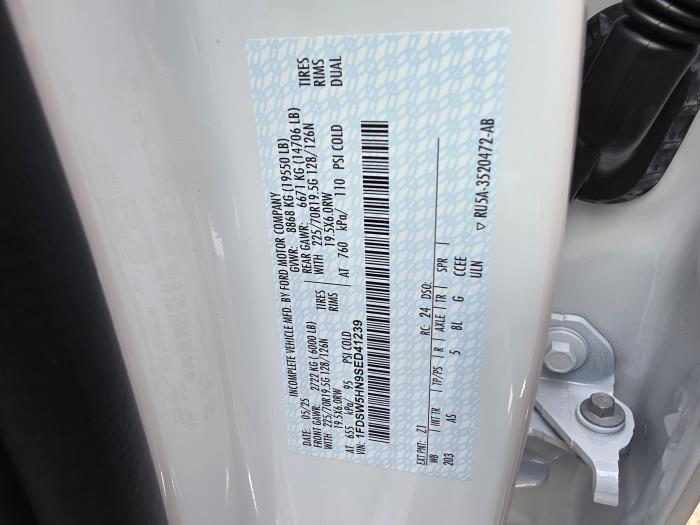 INCOMPLETE VEHICLE MFD. BY FORD MOTOR COMPANY
DATE: 05/25 GVWR: 8868 KG (19550 LB)
FRONT GAWR: 2722 KG (6000 LB) REAR GAWR: 6671 KG (14706 LB)
WITH 225/70R19.5G 128/126N TIRES WITH 225/70R19.5G 128/126N TIRES
19.5X6.0RW RIMS 19.5X6.0RW RIMS
AT 655 kPa/ 95 PSI COLD AT 760 kPa/ 110 PSI COLD DUAL
VIN: 1FDSW5HN9SED41239
EXT PNT: Z1 RC: 24 DSO:
WB INT TR TP/PS R AXLE TR SPR
203 AS 5 8L G CCEE
ULN
▽ RU5A-3520472-AB